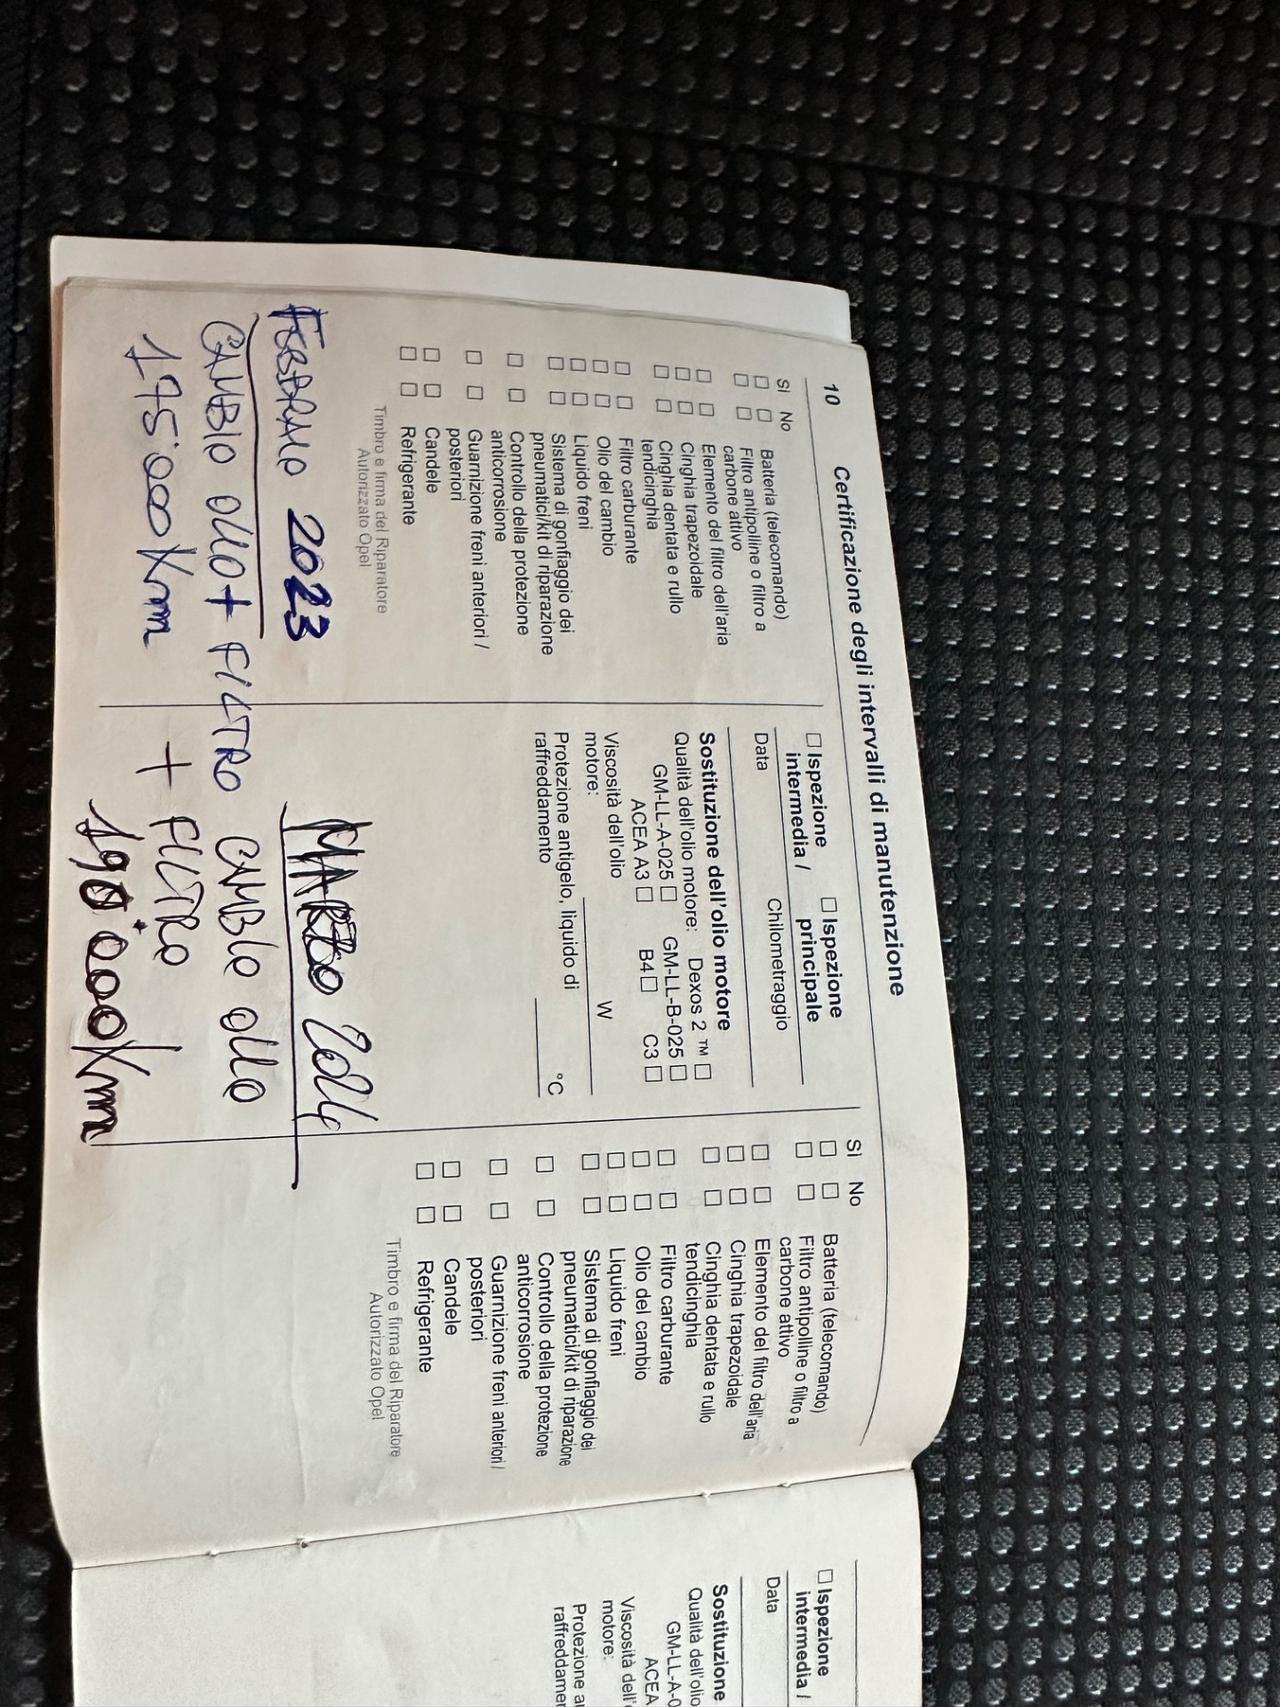 10 Certificazione degli intervalli di manutenzione
SI No
Batteria (telecomando)
Filtro antipolline o filtro a
carbone attivo
Elemento del filtro dell'aria
Cinghia trapezoidale
Cinghia dentata e rullo
tendicinghia
Filtro carburante
Olio del cambio
Liquido freni
Sistema di gonfiaggio dei
pneumatici/kit di riparazione
Controllo della protezione
anticorrosione
Guarnizione freni anteriori /
posteriori
Candele
Refrigerante
Timbro e firma del Riparatore
Autorizzato Opel
FEBBRAIO 2023
CAMBIO OLIO + FILTRO
195'000 Km
Ispezione intermedia /
Ispezione principale
Data Chilometraggio
Sostituzione dell'olio motore
Qualità dell'olio motore: Dexos 2 ™
GM-LL-A-025 GM-LL-B-025
ACEA A3 B4 C3
Viscosità dell'olio
motore: W
Protezione antigelo, liquido di
raffreddamento °C
MARZO 2024
CAMBIO OLIO
+ FILTRO
190'000 Km
SI No
Batteria (telecomando)
Filtro antipolline o filtro a
carbone attivo
Elemento del filtro dell'aria
Cinghia trapezoidale
Cinghia dentata e rullo
tendicinghia
Filtro carburante
Olio del cambio
Liquido freni
Sistema di gonfiaggio dei
pneumatici/kit di riparazione
Controllo della protezione
anticorrosione
Guarnizione freni anteriori /
posteriori
Candele
Refrigerante
Timbro e firma del Riparatore
Autorizzato Opel
Ispezione
intermedia /
Data
Sostituzione
Qualità dell'olio
GM-LL-A-0
ACEA
Viscosità dell'
motore:
Protezione a
raffreddamen